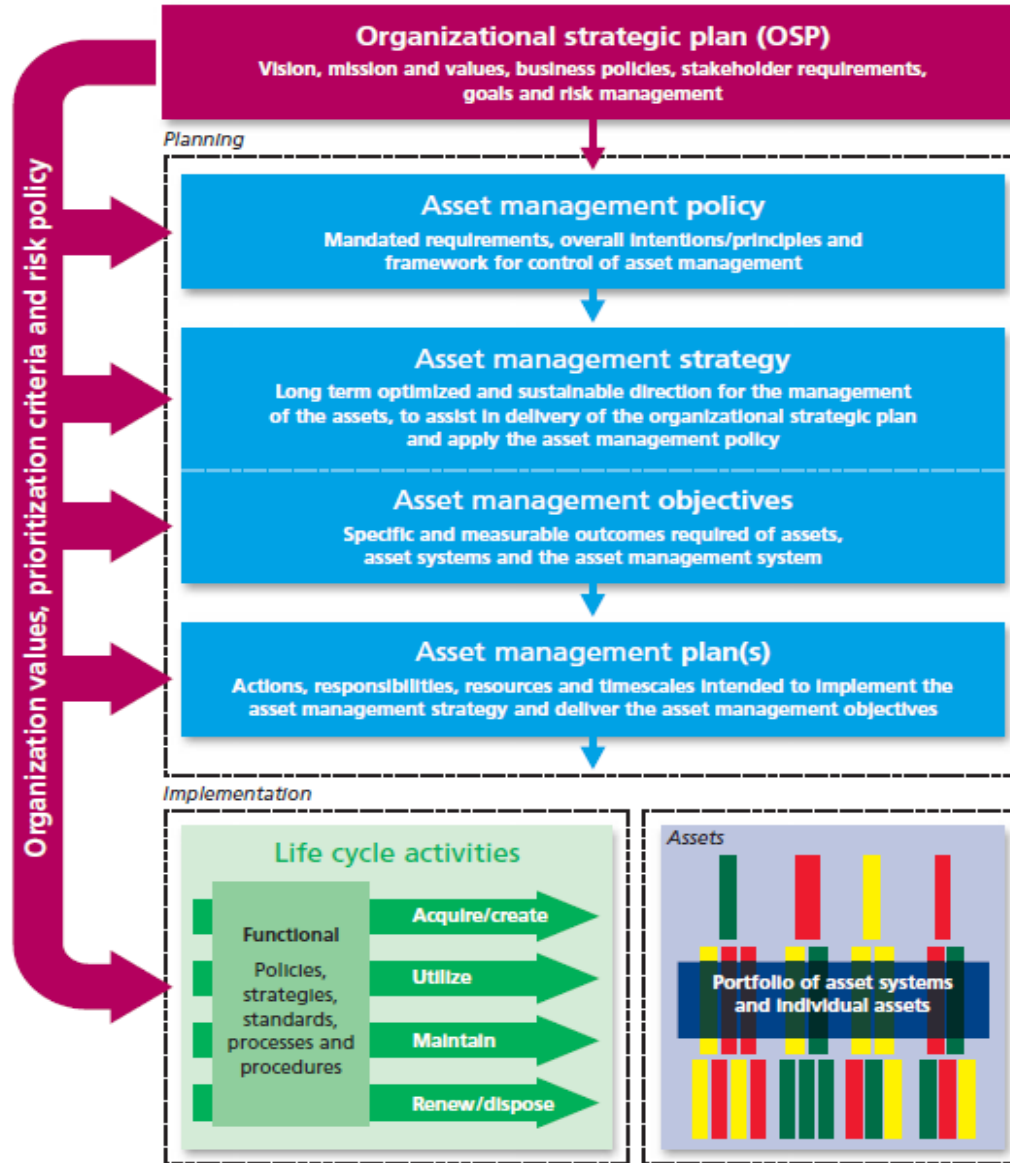 Organizational strategic plan (OSP)
Vision, mission and values, business policies, stakeholder requirements,
goals and risk management
Organization values, prioritization criteria and risk policy
Planning
Asset management policy
Mandated requirements, overall intentions/principles and
framework for control of asset management
Asset management strategy
Long term optimized and sustainable direction for the management
of the assets, to assist in delivery of the organizational strategic plan
and apply the asset management policy
Asset management objectives
Specific and measurable outcomes required of assets,
asset systems and the asset management system
Asset management plan(s)
Actions, responsibilities, resources and timescales intended to implement the
asset management strategy and deliver the asset management objectives
Implementation
Life cycle activities
Functional
Policies,
strategies,
standards,
processes and
procedures
Acquire/create
Utilize
Maintain
Renew/dispose
Assets
Portfolio of asset systems
and individual assets